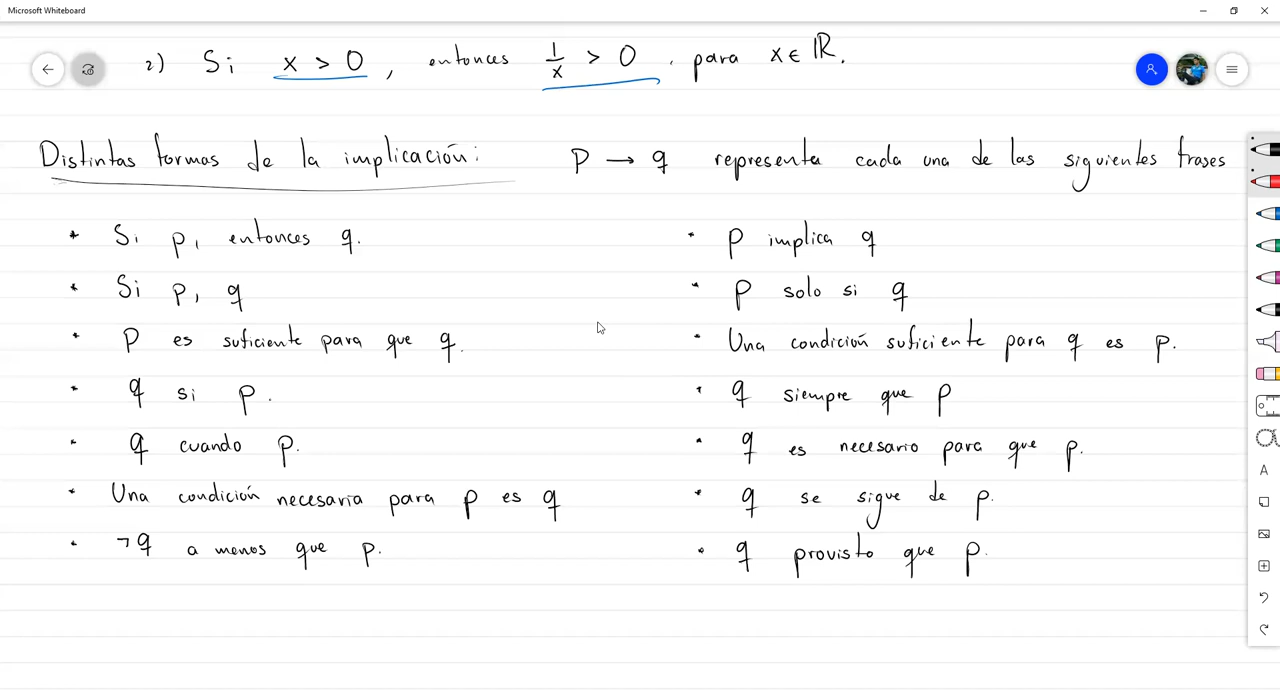 Microsoft Whiteboard
2) Si x > 0, entonces 1/x > 0, para x ∈ ℝ.
Distintas formas de la implicación: P → q representa cada una de las siguientes frases
• Si p, entonces q.
• Si p, q
• P es suficiente para que q.
• q si p.
• q cuando p.
• Una condición necesaria para p es q
• ¬q a menos que p.
• P implica q
• P solo si q
• Una condición suficiente para q es p.
• q siempre que p
• q es necesario para que p.
• q se sigue de p.
• q provisto que p.
A